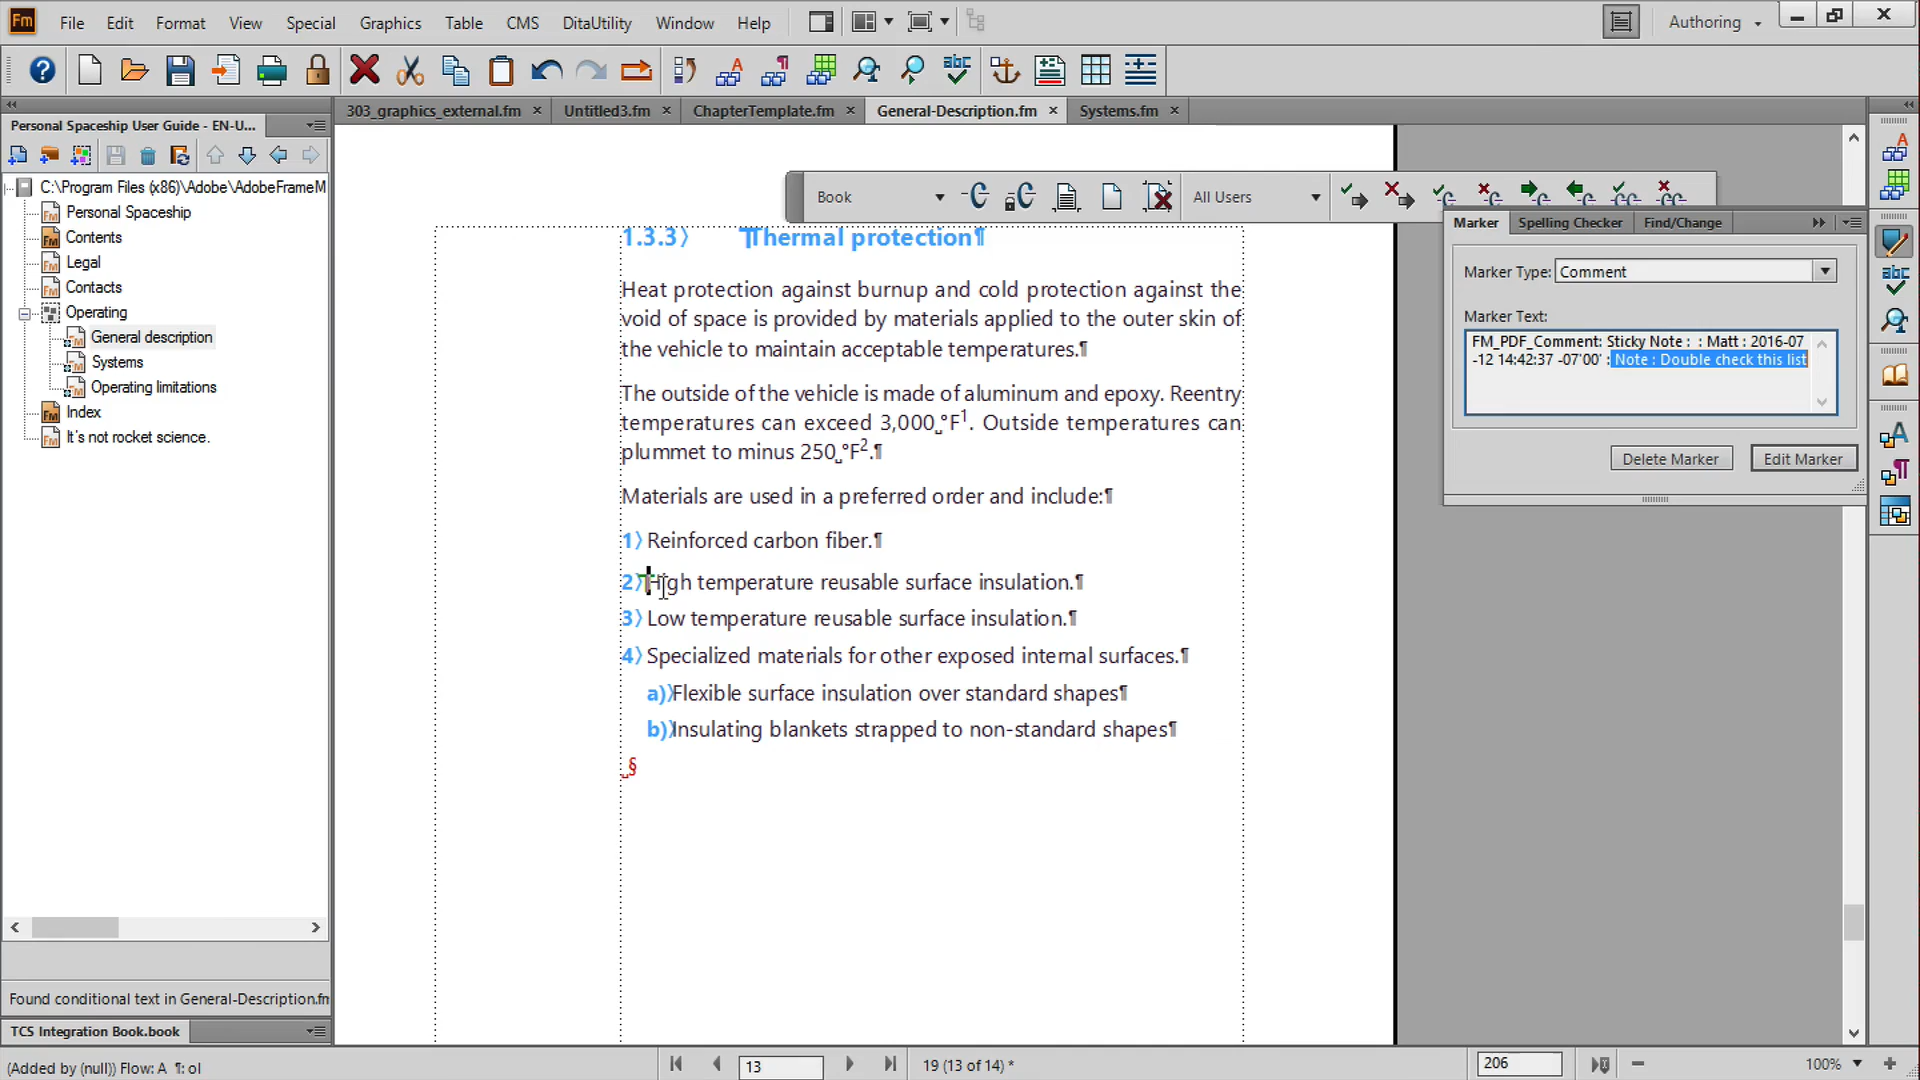 Fm File Edit Format View Special Graphics Table CMS DitaUtility Window Help Authoring
303_graphics_external.fm Untitled3.fm ChapterTemplate.fm General-Description.fm Systems.fm
Personal Spaceship User Guide - EN-U...
C:\Program Files (x86)\Adobe\AdobeFrameM
Personal Spaceship
Contents
Legal
Contacts
Operating
General description
Systems
Operating limitations
Index
It's not rocket science.
Found conditional text in General-Description.fm
TCS Integration Book.book
(Added by (null)) Flow: A ¶: ol
Book All Users
1.3.3〉 Thermal protection¶
Heat protection against burnup and cold protection against the
void of space is provided by materials applied to the outer skin of
the vehicle to maintain acceptable temperatures.¶
The outside of the vehicle is made of aluminum and epoxy. Reentry
temperatures can exceed 3,000␣°F1. Outside temperatures can
plummet to minus 250␣°F2.¶
Materials are used in a preferred order and include:¶
1〉Reinforced carbon fiber.¶
2〉High temperature reusable surface insulation.¶
3〉Low temperature reusable surface insulation.¶
4〉Specialized materials for other exposed internal surfaces.¶
a)〉Flexible surface insulation over standard shapes¶
b)〉Insulating blankets strapped to non-standard shapes¶
␣§
Marker Spelling Checker Find/Change
Marker Type: Comment
Marker Text:
FM_PDF_Comment: Sticky Note : : Matt : 2016-07
-12 14:42:37 -07'00' : Note : Double check this list
Delete Marker Edit Marker
13 19 (13 of 14) * 206 100%